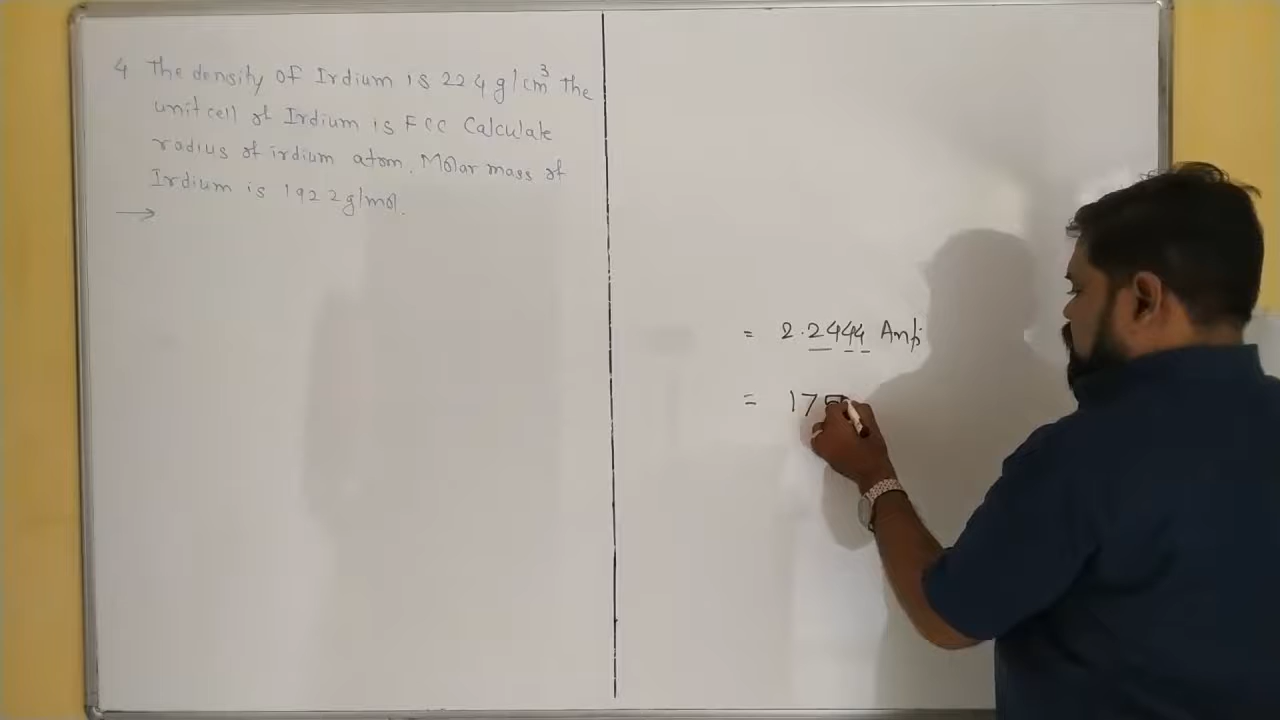 4 The density of Irdium is 22 4 g/cm³ The
unit cell of Irdium is FCC Calculate
radius of irdium atom. Molar mass of
Irdium is 192 2 g/mol.
→
= 2.2444 Anti
= 17